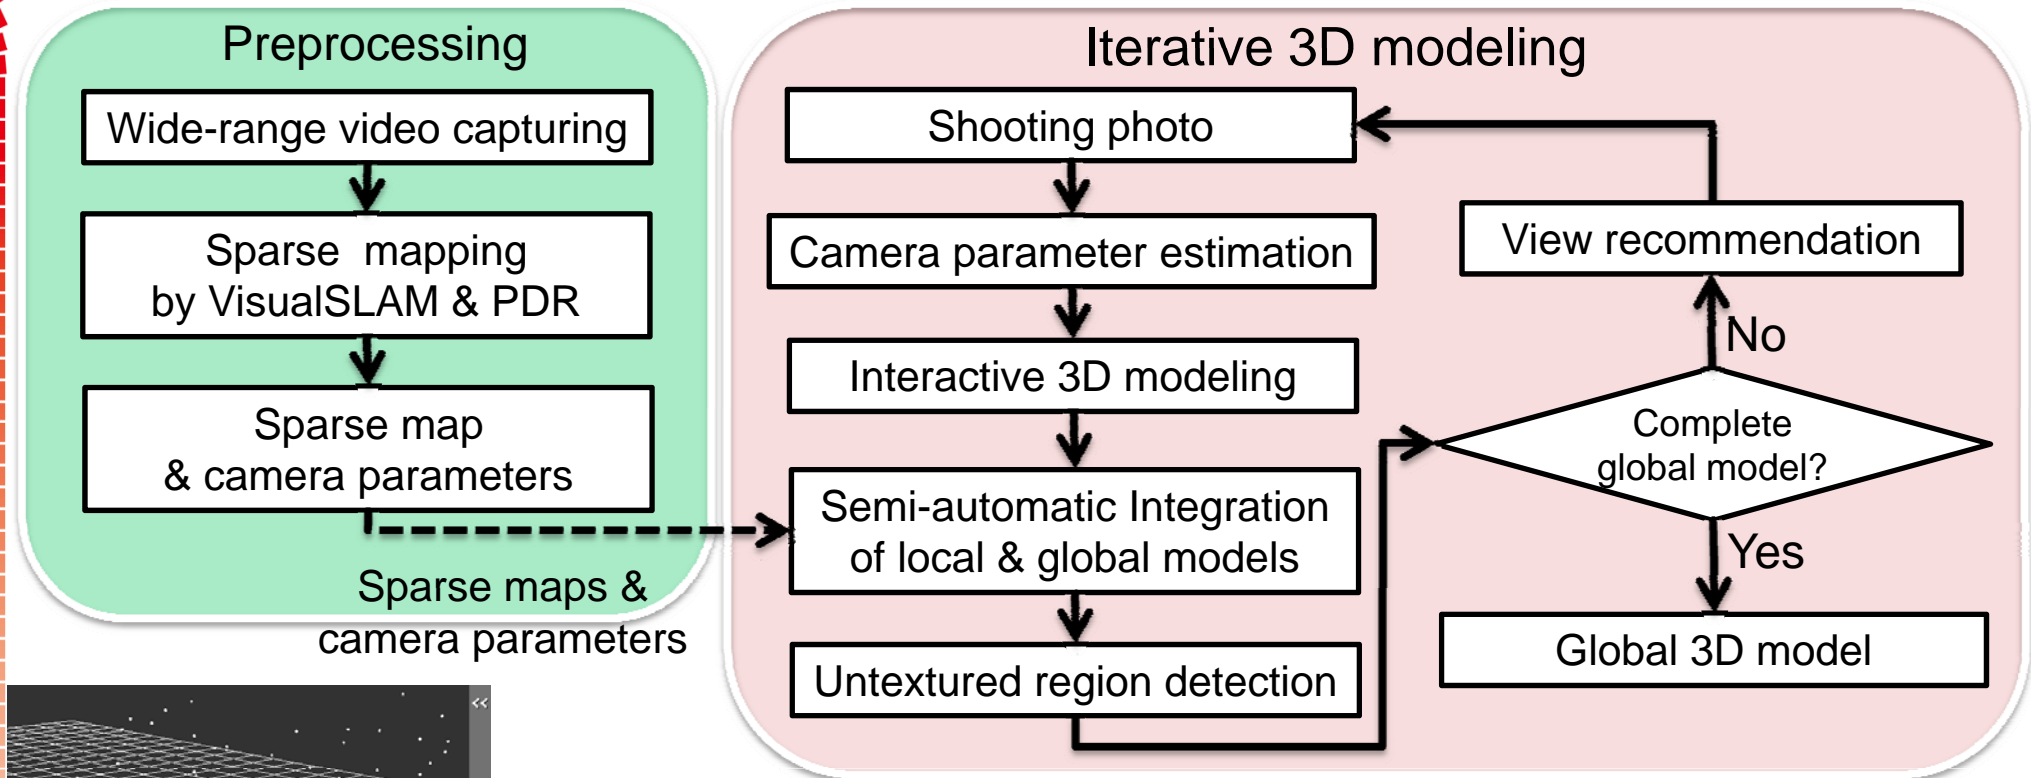 Preprocessing
Wide-range video capturing
Sparse mapping
by VisualSLAM & PDR
Sparse map
& camera parameters
Sparse maps &
camera parameters
Iterative 3D modeling
Shooting photo
Camera parameter estimation
Interactive 3D modeling
Semi-automatic Integration
of local & global models
Untextured region detection
Complete
global model?
No
View recommendation
Yes
Global 3D model
<<